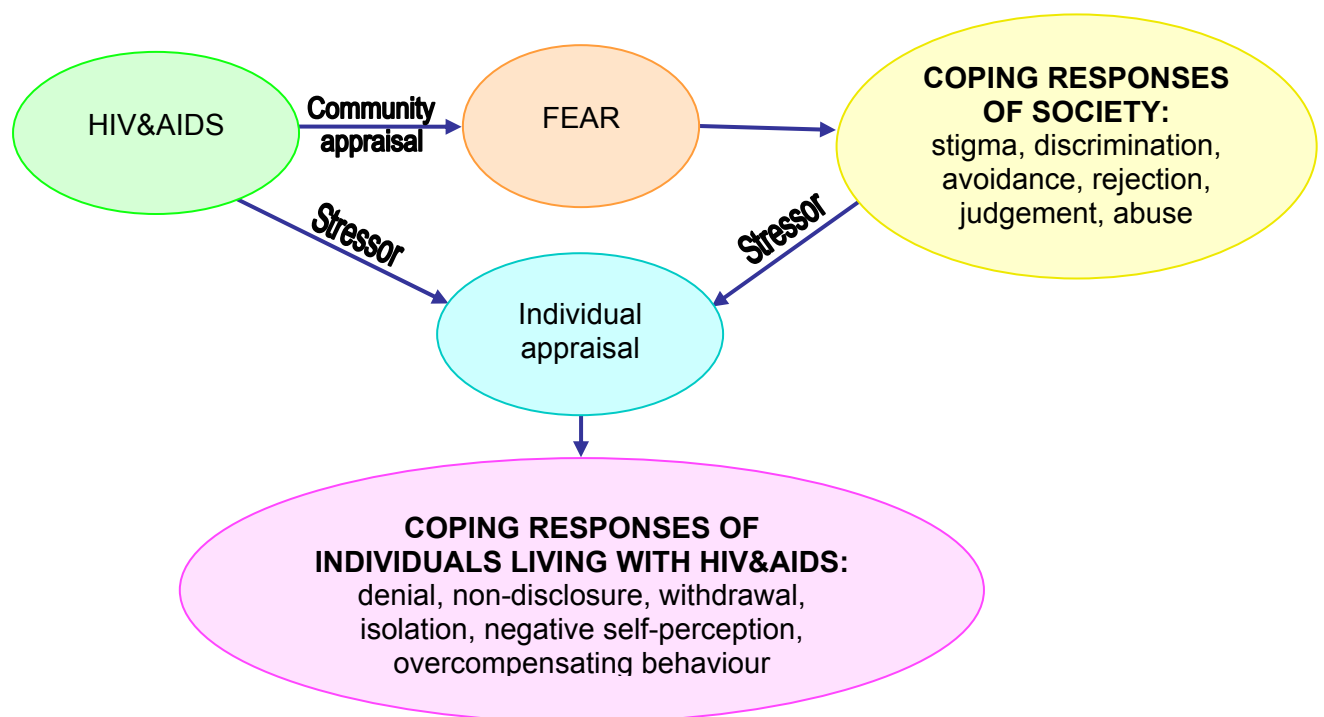 HIV&AIDS
Community
appraisal
FEAR
COPING RESPONSES
OF SOCIETY:
stigma, discrimination,
avoidance, rejection,
judgement, abuse
Stressor
Stressor
Individual
appraisal
COPING RESPONSES OF
INDIVIDUALS LIVING WITH HIV&AIDS:
denial, non-disclosure, withdrawal,
isolation, negative self-perception,
overcompensating behaviour